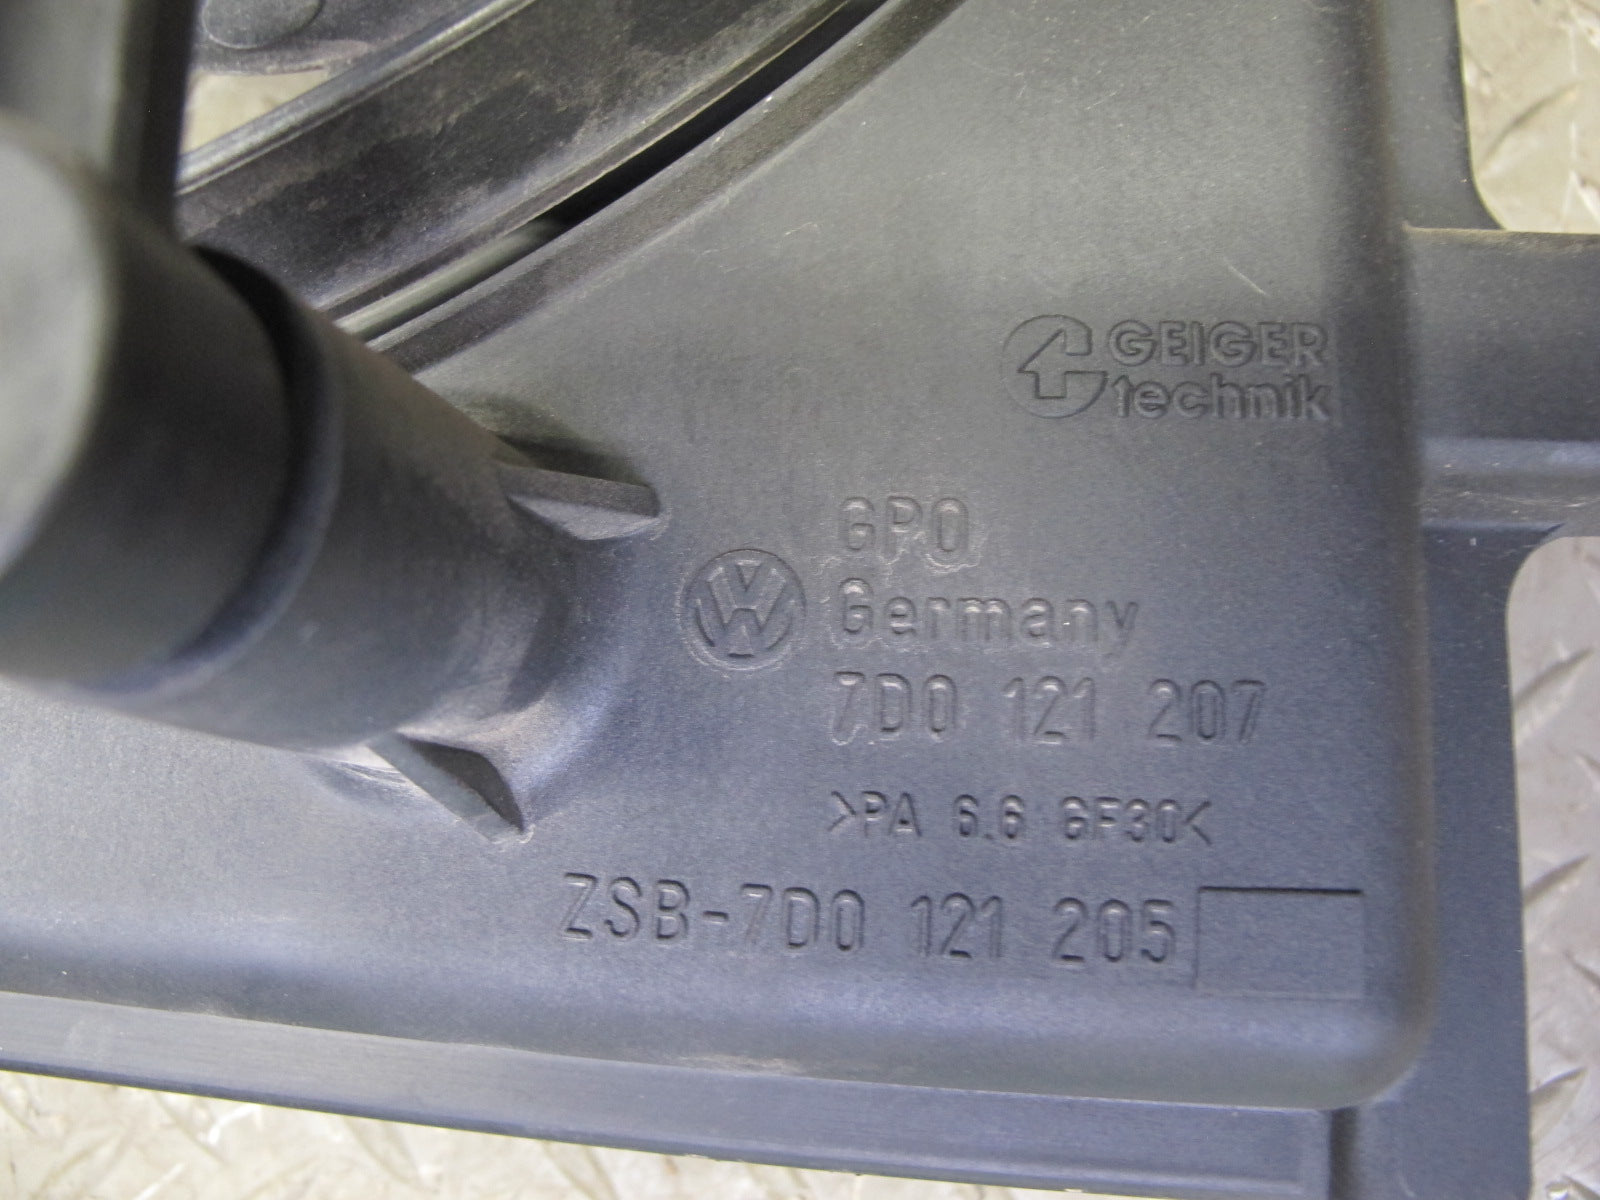 GEIGER
technik
GPO
Germany
7D0 121 207
>PA 6.6 GF30<
ZSB-7D0 121 205